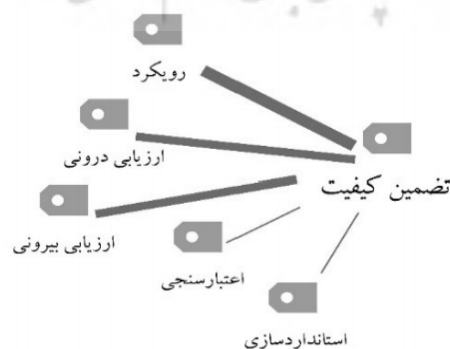 رویکرد
ارزیابی درونی
تضمین کیفیت
ارزیابی بیرونی
اعتبارسنجی
استانداردسازی